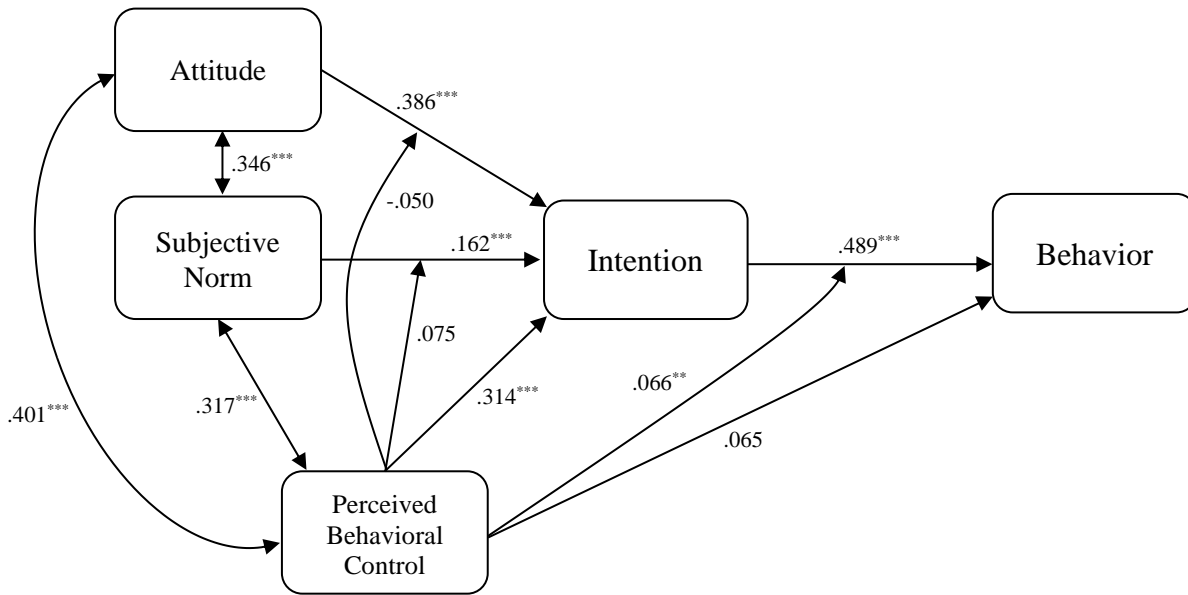 Attitude
.386***
.346***
-.050
Subjective
Norm
.162***
Intention
.489***
Behavior
.075
.066**
.314***
.317***
.401***
.065
Perceived
Behavioral
Control